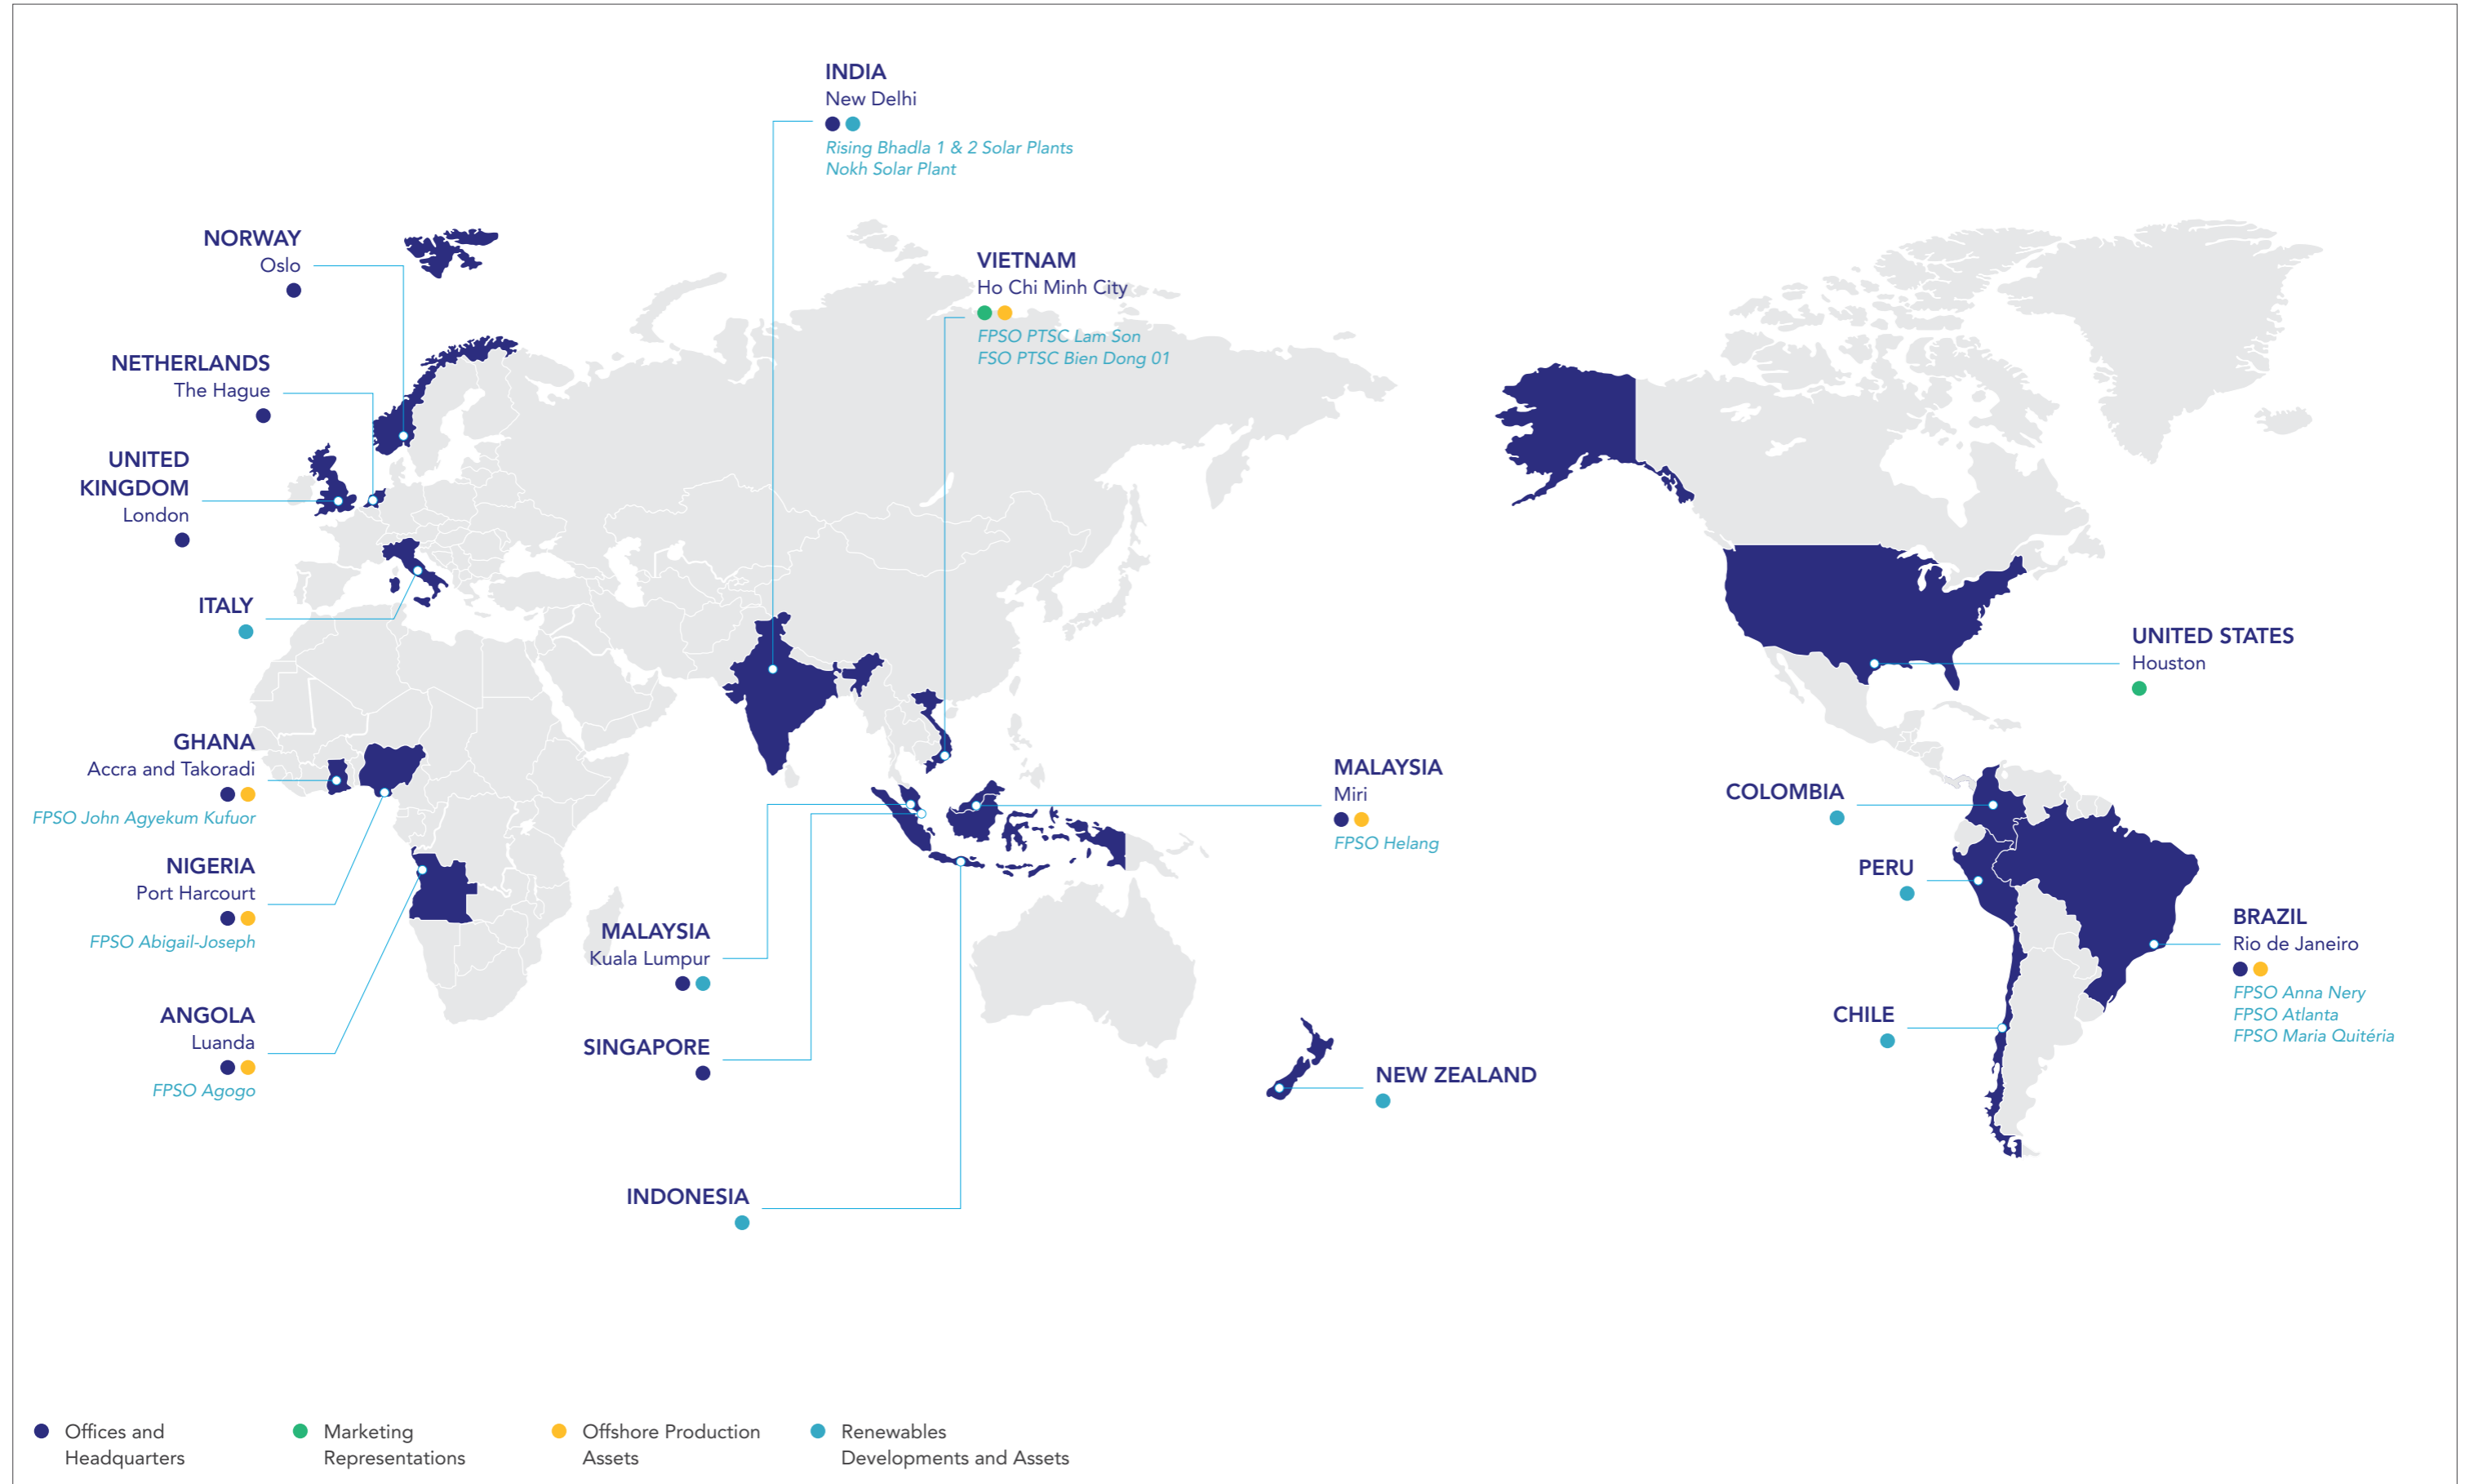 INDIA
New Delhi
Rising Bhadla 1 & 2 Solar Plants
Nokh Solar Plant
NORWAY
Oslo
VIETNAM
Ho Chi Minh City
FPSO PTSC Lam Son
FSO PTSC Bien Dong 01
NETHERLANDS
The Hague
UNITED
KINGDOM
London
ITALY
UNITED STATES
Houston
GHANA
Accra and Takoradi
FPSO John Agyekum Kufuor
MALAYSIA
Miri
FPSO Helang
COLOMBIA
NIGERIA
Port Harcourt
FPSO Abigail-Joseph
PERU
MALAYSIA
Kuala Lumpur
BRAZIL
Rio de Janeiro
FPSO Anna Nery
FPSO Atlanta
FPSO Maria Quitéria
ANGOLA
Luanda
FPSO Agogo
CHILE
SINGAPORE
NEW ZEALAND
INDONESIA
Offices and
Headquarters
Marketing
Representations
Offshore Production
Assets
Renewables
Developments and Assets